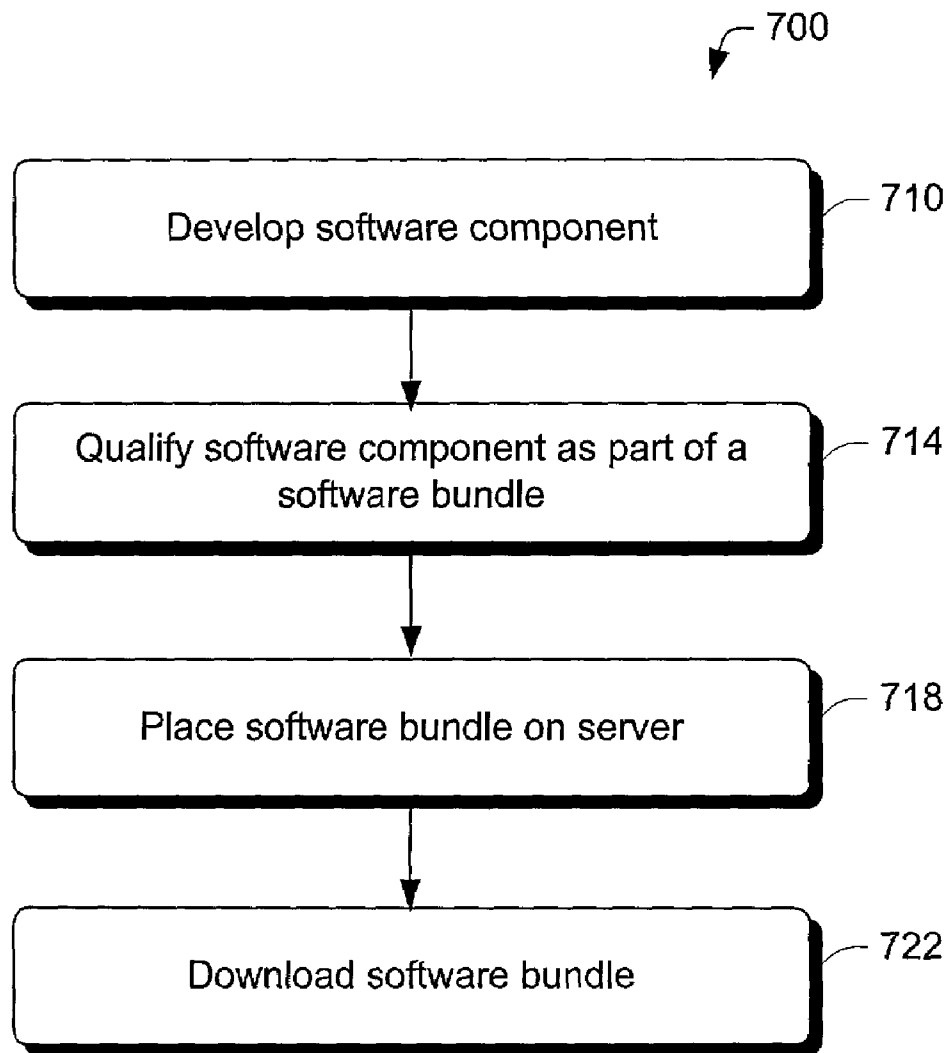 700
Develop software component
710
Qualify software component as part of a
software bundle
714
Place software bundle on server
718
Download software bundle
722